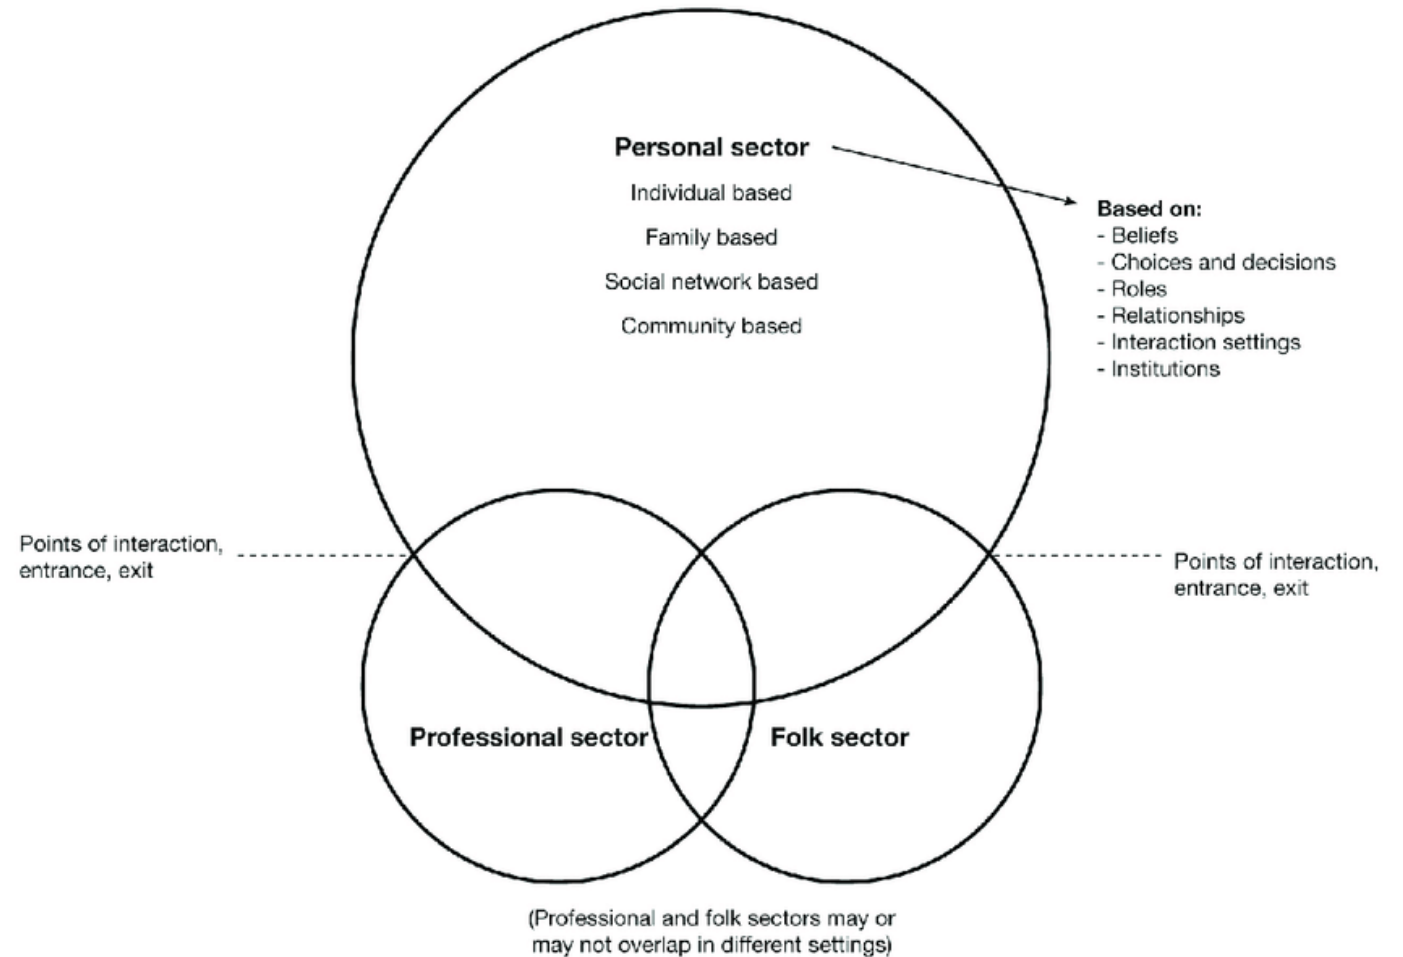 Personal sector
Individual based
Family based
Social network based
Community based
Based on:
- Beliefs
- Choices and decisions
- Roles
- Relationships
- Interaction settings
- Institutions
Points of interaction,
entrance, exit
Points of interaction,
entrance, exit
Professional sector
Folk sector
(Professional and folk sectors may or
may not overlap in different settings)